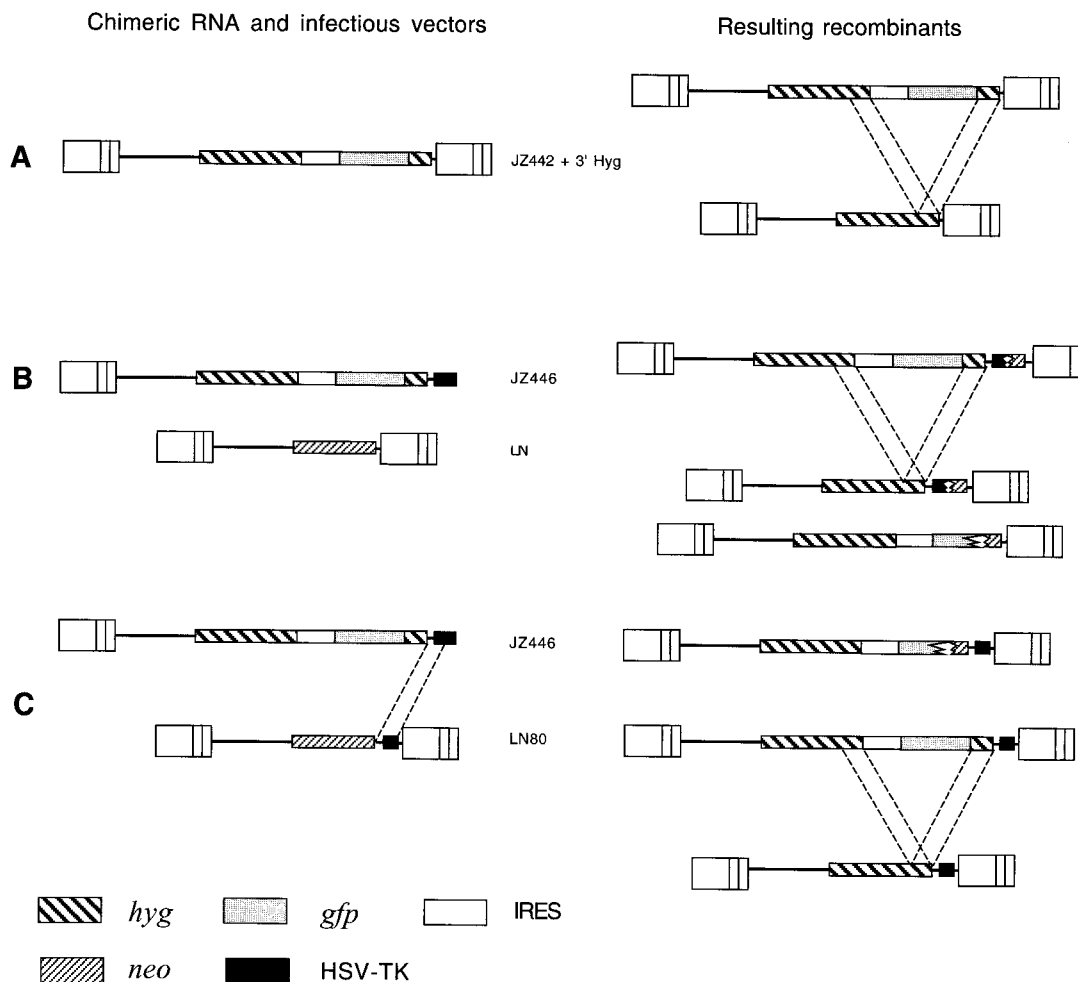 Chimeric RNA and infectious vectors
Resulting recombinants
A
JZ442 + 3' Hyg
B
JZ446
LN
C
JZ446
LN80
hyg
gfp
IRES
neo
HSV-TK